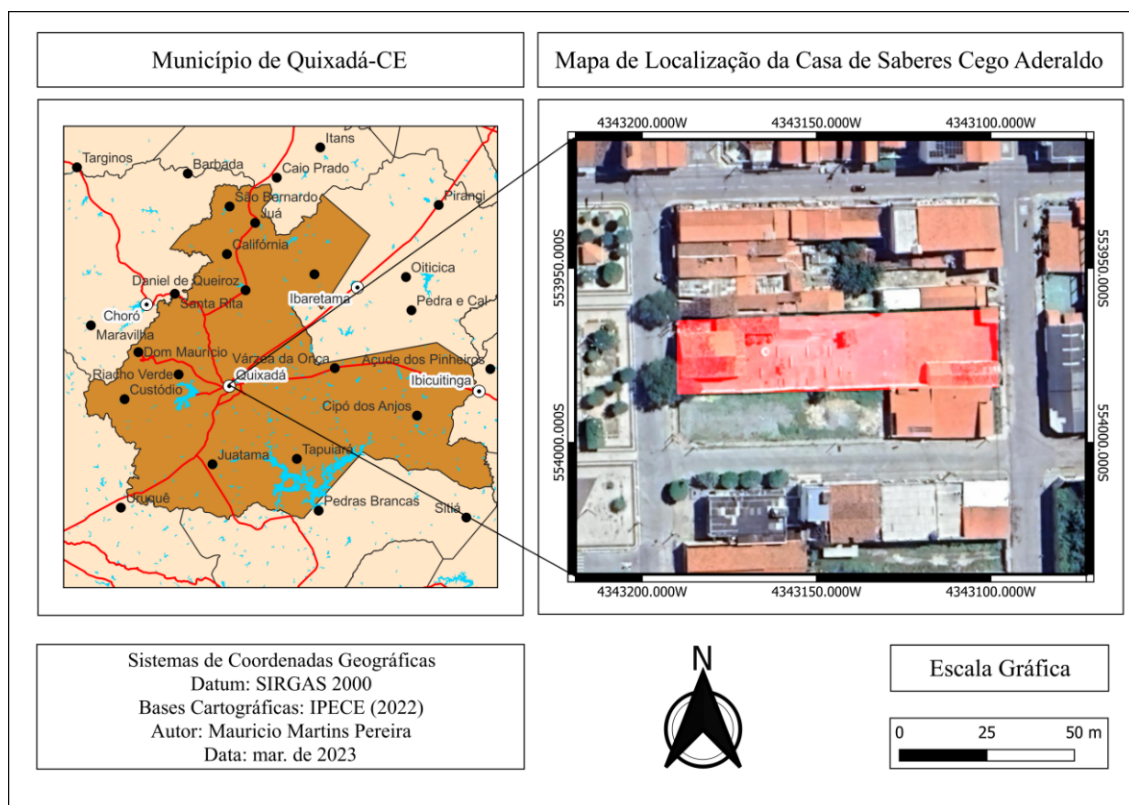 Município de Quixadá-CE
Mapa de Localização da Casa de Saberes Cego Aderaldo
Itans
Targinos
Barbada
Caio Prado
São Bernardo
Pirangi
Juá
Califórnia
Oiticica
Daniel de Queiroz
Ibaretama
Santa Rita
Pedra e Cal
Choró
Maravilha
Dom Maurício
Várzea da Onça
Açude dos Pinheiros
Riadho Verde
Quixadá
Ibicuitinga
Custódio
Cipó dos Anjos
Juatama
Tapuiará
Uruquê
Pedras Brancas
Sitiá
4343200.000W
4343150.000W
4343100.000W
553950.000S
553950.000S
554000.000S
554000.000S
4343200.000W
4343150.000W
4343100.000W
Sistemas de Coordenadas Geográficas
Datum: SIRGAS 2000
Bases Cartográficas: IPECE (2022)
Autor: Mauricio Martins Pereira
Data: mar. de 2023
N
Escala Gráfica
0 25 50 m